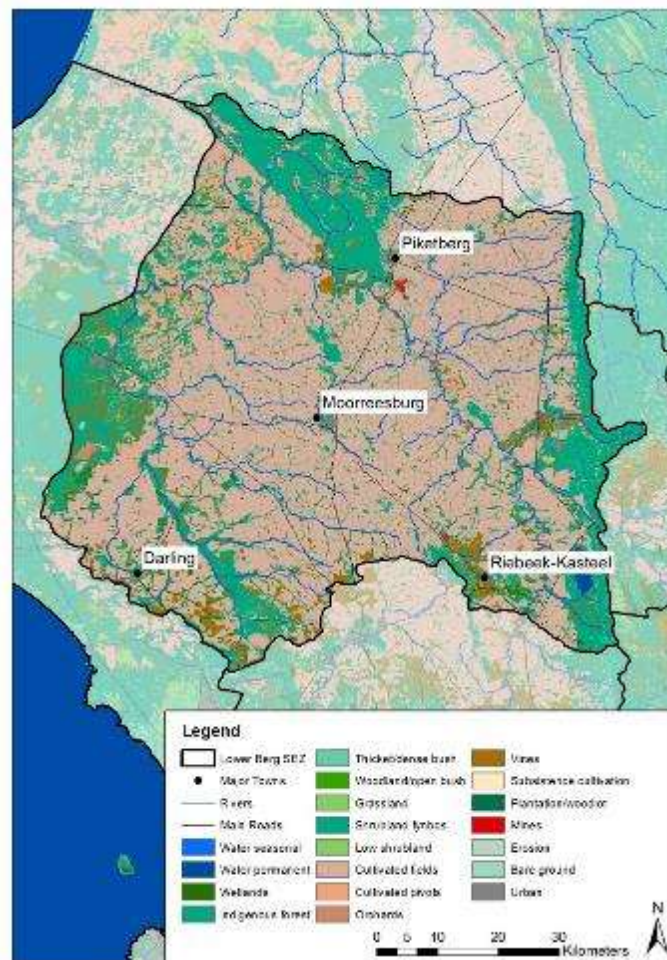 Piketberg
Moorreesburg
Darling
Riebeek-Kasteel
Legend
Lower Berg SEZ
Major Towns
Rivers
Main Roads
Water seasonal
Water permanent
Wetlands
Indigenous forest
Thicket/dense bush
Woodland/open bush
Grassland
Shrubland fynbos
Low shrubland
Cultivated fields
Cultivated pivots
Orchards
Vines
Subsistence cultivation
Plantation/woodlot
Mines
Erosion
Bare ground
Urban
N
0 5 10 20 30
Kilometers